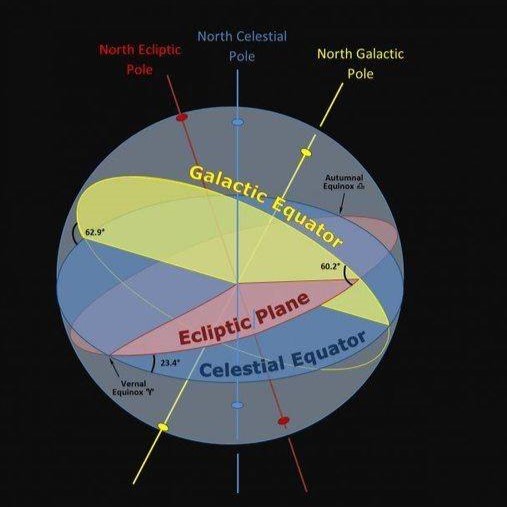 North Celestial
Pole
North Ecliptic
Pole
North Galactic
Pole
Autumnal
Equinox ♎
Galactic Equator
62.9°
60.2°
Ecliptic Plane
Celestial Equator
23.4°
Vernal
Equinox ♈